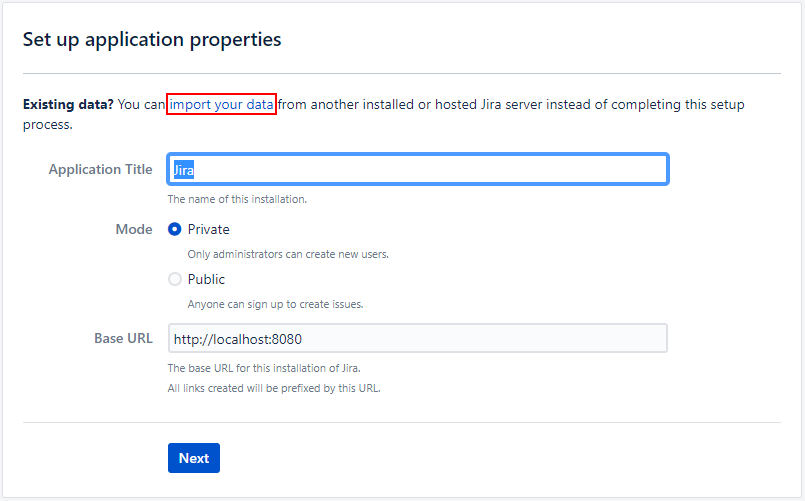 Set up application properties
Existing data? You can import your data from another installed or hosted Jira server instead of completing this setup
process.
Application Title
Jira
The name of this installation.
Mode
Private
Only administrators can create new users.
Public
Anyone can sign up to create issues.
Base URL
http://localhost:8080
The base URL for this installation of Jira.
All links created will be prefixed by this URL.
Next